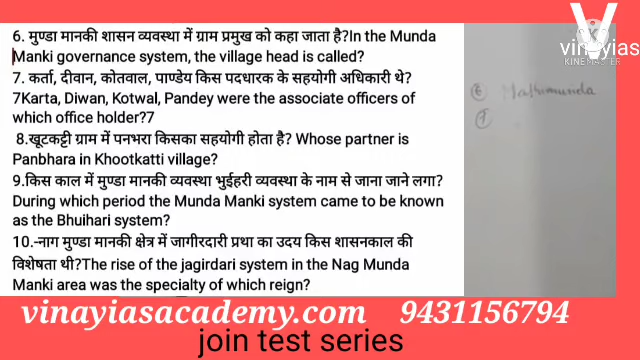 6. मुण्डा मानकी शासन व्यवस्था में ग्राम प्रमुख को कहा जाता है?In the Munda
Manki governance system, the village head is called?
7. कर्ता, दीवान, कोतवाल, पाण्डेय किस पदधारक के सहयोगी अधिकारी थे?
7Karta, Diwan, Kotwal, Pandey were the associate officers of
which office holder?7
8.खूटकट्टी ग्राम में पनभरा किसका सहयोगी होता है? Whose partner is
Panbhara in Khootkatti village?
9.किस काल में मुण्डा मानकी व्यवस्था भुईहरी व्यवस्था के नाम से जाना जाने लगा?
During which period the Munda Manki system came to be known
as the Bhuihari system?
10.-नाग मुण्डा मानकी क्षेत्र में जागीरदारी प्रथा का उदय किस शासनकाल की
विशेषता थी?The rise of the jagirdari system in the Nag Munda
Manki area was the specialty of which reign?
V
vinayias
KINEMASTER
6
7
vinayiasacademy.com 9431156794
join test series